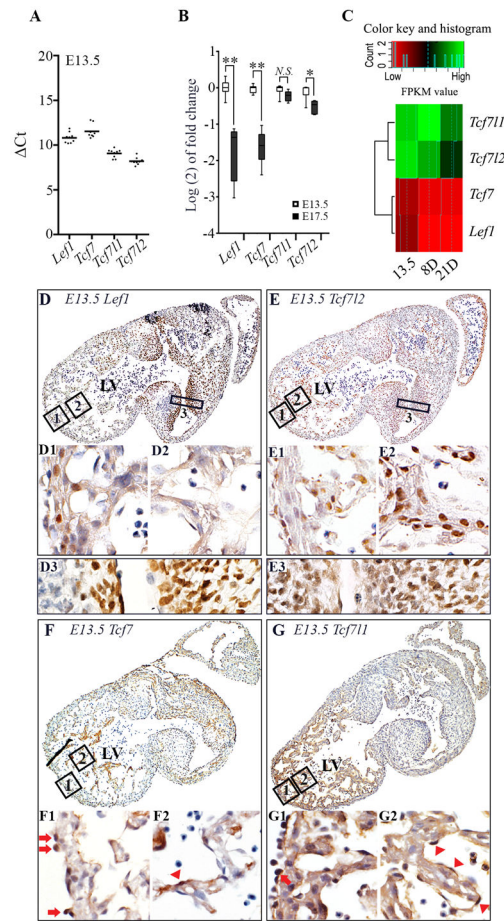 A
E13.5
ΔCt
20
15
10
5
0
Lef1 Tcf7 Tcf7l1 Tcf7l2
B
Log (2) of fold change
1
0
-1
-2
-3
-4
** ** N.S. *
E13.5
E17.5
Lef1 Tcf7 Tcf7l1 Tcf7l2
C
Color key and histogram
Count
0 1 2
Low High
FPKM value
Tcf7l1
Tcf7l2
Tcf7
Lef1
13.5 8D 21D
D E13.5 Lef1
LV
1 2
3
D1 D2
D3
E E13.5 Tcf7l2
LV
1 2
3
E1 E2
E3
F E13.5 Tcf7
LV
1 2
F1 F2
G E13.5 Tcf7l1
LV
1 2
G1 G2